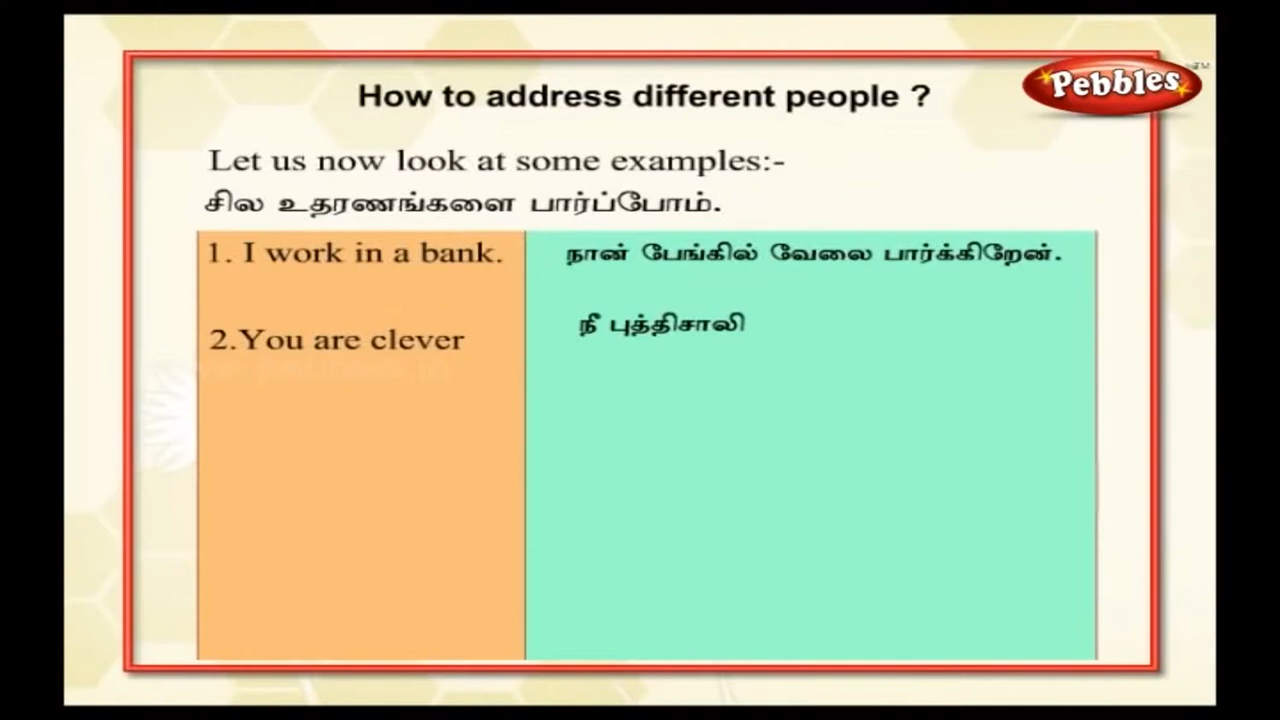 How to address different people ?
Pebbles
TM
Let us now look at some examples:-
சில உதரணங்களை பார்ப்போம்.
1. I work in a bank.
நான் பேங்கில் வேலை பார்க்கிறேன்.
2.You are clever
நீ புத்திசாலி